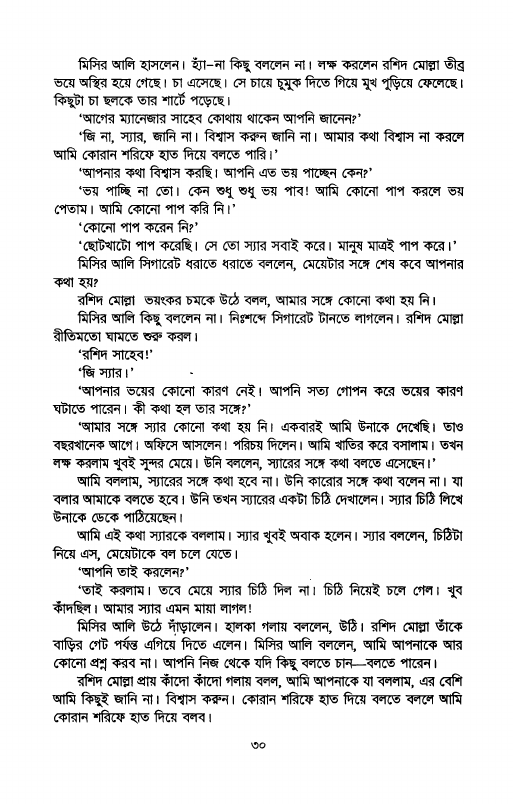 মিসির আলি হাসলেন। হ্যাঁ–না কিছু বললেন না। লক্ষ করলেন রশিদ মোল্লা তীব্র
ভয়ে অস্থির হয়ে গেছে। চা এসেছে। সে চায়ে চুমুক দিতে গিয়ে মুখ পুড়িয়ে ফেলেছে।
কিছুটা চা ছলকে তার শার্টে পড়েছে।
‘আগের ম্যানেজার সাহেব কোথায় থাকেন আপনি জানেন?’
‘জি না, স্যার, জানি না। বিশ্বাস করুন জানি না। আমার কথা বিশ্বাস না করলে
আমি কোরান শরিফে হাত দিয়ে বলতে পারি।’
‘আপনার কথা বিশ্বাস করছি। আপনি এত ভয় পাচ্ছেন কেন?’
‘ভয় পাচ্ছি না তো। কেন শুধু শুধু ভয় পাব! আমি কোনো পাপ করলে ভয়
পেতাম। আমি কোনো পাপ করি নি।’
‘কোনো পাপ করেন নি?’
‘ছোটখাটো পাপ করেছি। সে তো স্যার সবাই করে। মানুষ মাত্রই পাপ করে।’
মিসির আলি সিগারেট ধরাতে ধরাতে বললেন, মেয়েটার সঙ্গে শেষ কবে আপনার
কথা হয়?
রশিদ মোল্লা ভয়ংকর চমকে উঠে বলল, আমার সঙ্গে কোনো কথা হয় নি।
মিসির আলি কিছু বললেন না। নিঃশব্দে সিগারেট টানতে লাগলেন। রশিদ মোল্লা
রীতিমতো ঘামতে শুরু করল।
‘রশিদ সাহেব!’
‘জি স্যার।’
‘আপনার ভয়ের কোনো কারণ নেই। আপনি সত্য গোপন করে ভয়ের কারণ
ঘটাতে পারেন। কী কথা হল তার সঙ্গে?’
‘আমার সঙ্গে স্যার কোনো কথা হয় নি। একবারই আমি উনাকে দেখেছি। তাও
বছরখানেক আগে। অফিসে আসলেন। পরিচয় দিলেন। আমি খাতির করে বসালাম। তখন
লক্ষ করলাম খুবই সুন্দর মেয়ে। উনি বললেন, স্যারের সঙ্গে কথা বলতে এসেছেন।’
আমি বললাম, স্যারের সঙ্গে কথা হবে না। উনি কারোর সঙ্গে কথা বলেন না। যা
বলার আমাকে বলতে হবে। উনি তখন স্যারের একটা চিঠি দেখালেন। স্যার চিঠি লিখে
উনাকে ডেকে পাঠিয়েছেন।
আমি এই কথা স্যারকে বললাম। স্যার খুবই অবাক হলেন। স্যার বললেন, চিঠিটা
নিয়ে এস, মেয়েটাকে বল চলে যেতে।
‘আপনি তাই করলেন?’
‘তাই করলাম। তবে মেয়ে স্যার চিঠি দিল না। চিঠি নিয়েই চলে গেল। খুব
কাঁদছিল। আমার স্যার এমন মায়া লাগল!
মিসির আলি উঠে দাঁড়ালেন। হালকা গলায় বললেন, উঠি। রশিদ মোল্লা তাঁকে
বাড়ির গেট পর্যন্ত এগিয়ে দিতে এলেন। মিসির আলি বললেন, আমি আপনাকে আর
কোনো প্রশ্ন করব না। আপনি নিজ থেকে যদি কিছু বলতে চান—বলতে পারেন।
রশিদ মোল্লা প্রায় কাঁদো কাঁদো গলায় বলল, আমি আপনাকে যা বললাম, এর বেশি
আমি কিছুই জানি না। বিশ্বাস করুন। কোরান শরিফে হাত দিয়ে বলতে বললে আমি
কোরান শরিফে হাত দিয়ে বলব।
৩০